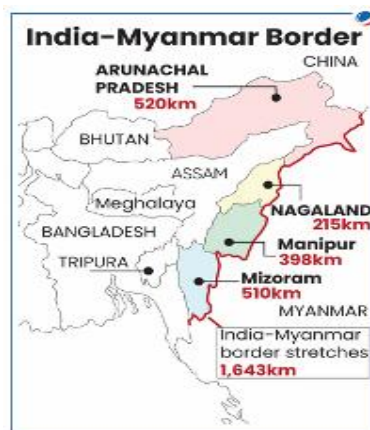 India–Myanmar Border
CHINA
ARUNACHAL
PRADESH
520km
BHUTAN
ASSAM
Meghalaya
NAGALAND
215km
BANGLADESH
Manipur
398km
TRIPURA
Mizoram
510km
MYANMAR
India-Myanmar
border stretches
1,643km